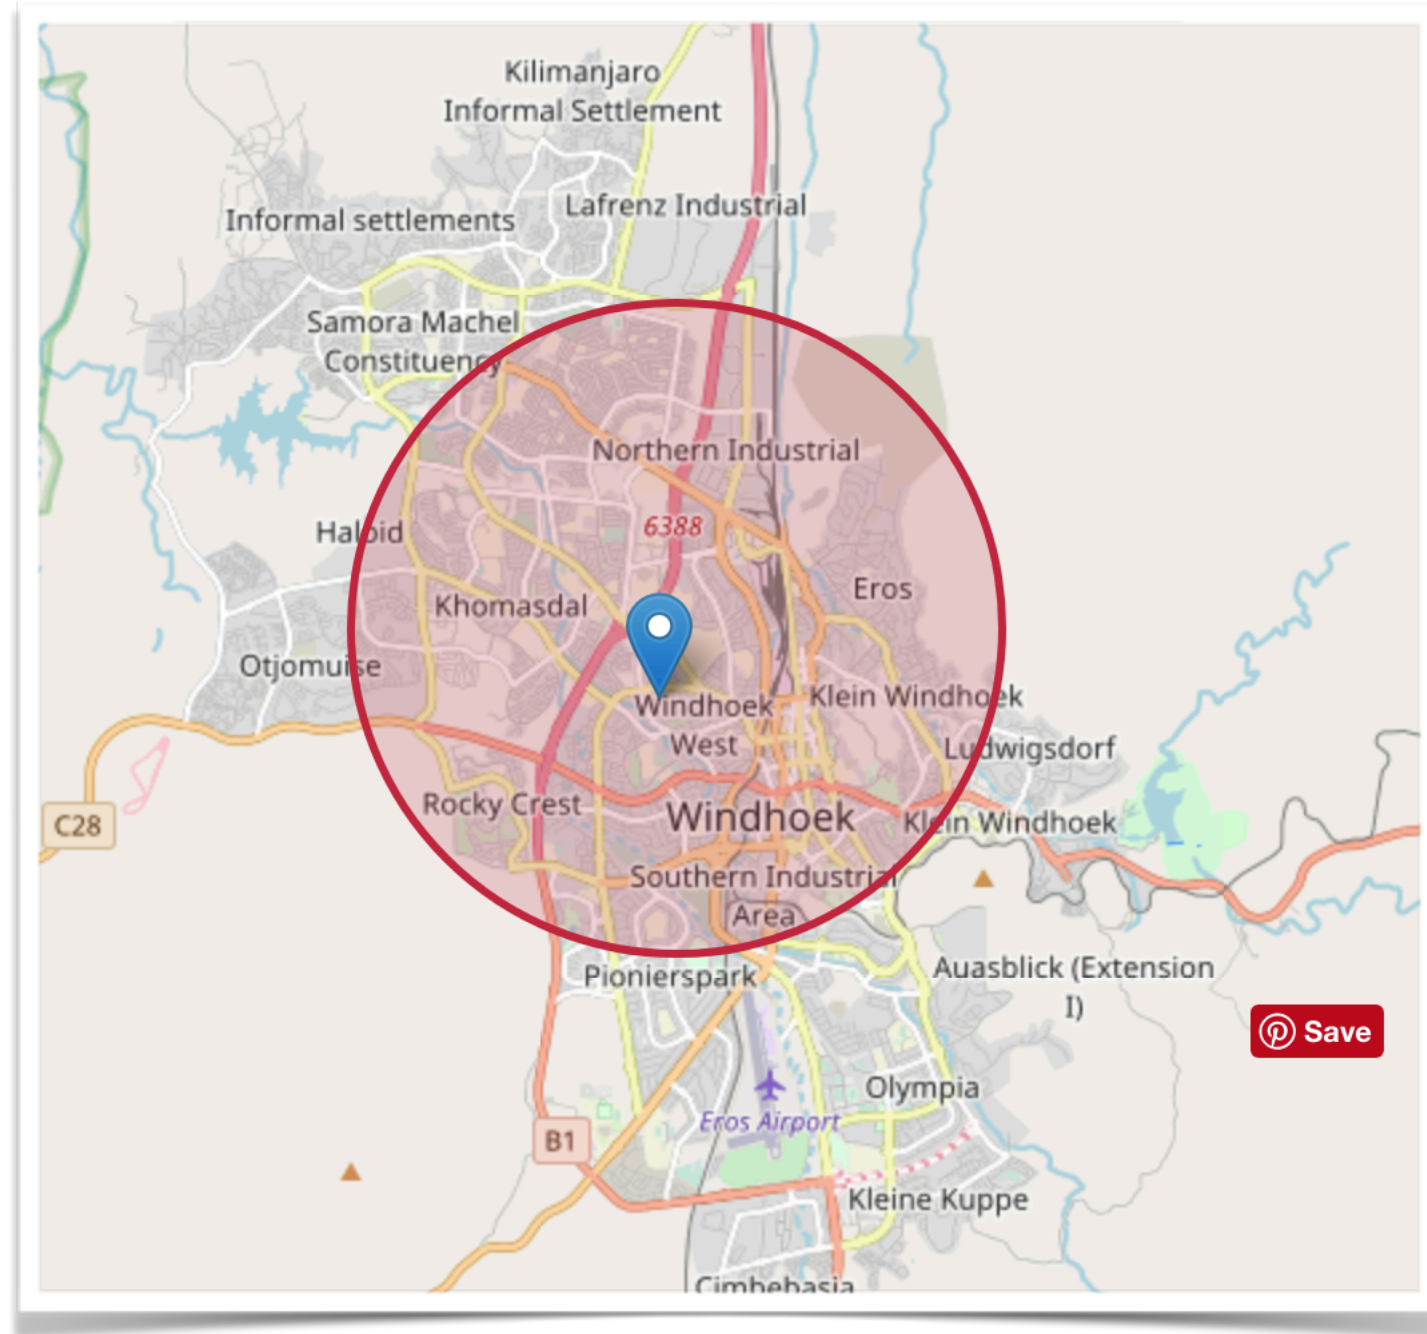 Kilimanjaro
Informal Settlement
Lafrenz Industrial
Informal settlements
Samora Machel
Constituency
Northern Industrial
6388
Haloid
Eros
Khomasdal
Otjomuise
Klein Windhoek
Windhoek
West
Ludwigsdorf
Rocky Crest
Windhoek
Klein Windhoek
C28
Southern Industrial
Area
Pionierspark
Auasblick (Extension
I)
Save
Olympia
Eros Airport
B1
Kleine Kuppe
Cimbebasia